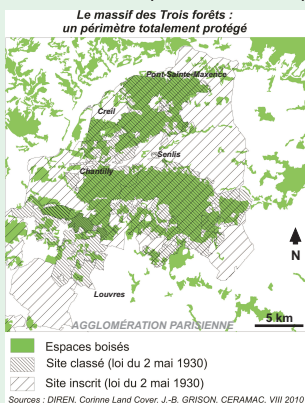 Le massif des Trois forêts :
un périmètre totalement protégé
Pont-Sainte-Maxence
Creil
Senlis
Chantilly
N
Louvres
5 km
AGGLOMÉRATION PARISIENNE
Espaces boisés
Site classé (loi du 2 mai 1930)
Site inscrit (loi du 2 mai 1930)
Sources : DIREN, Corinne Land Cover, J.-B. GRISON, CERAMAC, VIII 2010